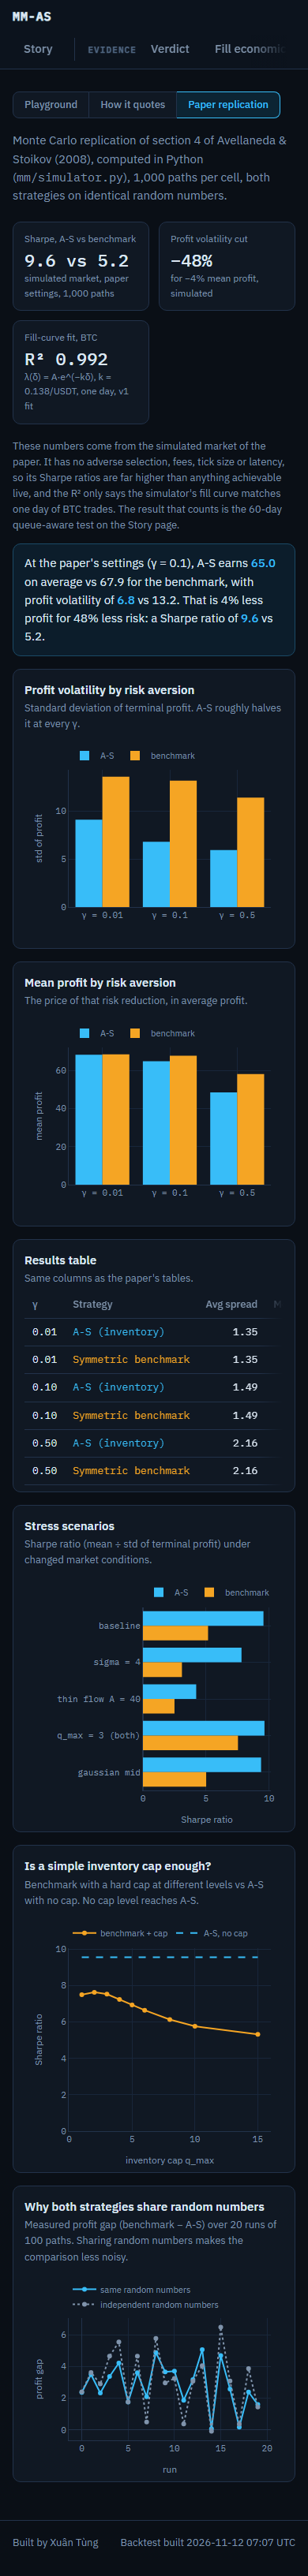 MM-AS
Story EVIDENCE Verdict Fill economic
Playground How it quotes Paper replication
Monte Carlo replication of section 4 of Avellaneda &
Stoikov (2008), computed in Python
(mm/simulator.py), 1,000 paths per cell, both
strategies on identical random numbers.
Sharpe, A-S vs benchmark
9.6 vs 5.2
simulated market, paper
settings, 1,000 paths
Profit volatility cut
−48%
for −4% mean profit,
simulated
Fill-curve fit, BTC
R² 0.992
λ(δ) = A·e^(−kδ), k =
0.138/USDT, one day, v1
fit
These numbers come from the simulated market of the
paper. It has no adverse selection, fees, tick size or latency,
so its Sharpe ratios are far higher than anything achievable
live, and the R² only says the simulator's fill curve matches
one day of BTC trades. The result that counts is the 60-day
queue-aware test on the Story page.
At the paper's settings (γ = 0.1), A-S earns 65.0
on average vs 67.9 for the benchmark, with
profit volatility of 6.8 vs 13.2. That is 4% less
profit for 48% less risk: a Sharpe ratio of 9.6 vs
5.2.
Profit volatility by risk aversion
Standard deviation of terminal profit. A-S roughly halves
it at every γ.
A-S benchmark
10
5
0
std of profit
γ = 0.01 γ = 0.1 γ = 0.5
Mean profit by risk aversion
The price of that risk reduction, in average profit.
A-S benchmark
60
40
20
0
mean profit
γ = 0.01 γ = 0.1 γ = 0.5
Results table
Same columns as the paper's tables.
γ Strategy Avg spread M
0.01 A-S (inventory) 1.35
0.01 Symmetric benchmark 1.35
0.10 A-S (inventory) 1.49
0.10 Symmetric benchmark 1.49
0.50 A-S (inventory) 2.16
0.50 Symmetric benchmark 2.16
Stress scenarios
Sharpe ratio (mean ÷ std of terminal profit) under
changed market conditions.
A-S benchmark
baseline
sigma = 4
thin flow A = 40
q_max = 3 (both)
gaussian mid
0 5 10
Sharpe ratio
Is a simple inventory cap enough?
Benchmark with a hard cap at different levels vs A-S
with no cap. No cap level reaches A-S.
benchmark + cap A-S, no cap
10
8
6
4
2
0
Sharpe ratio
0 5 10 15
inventory cap q_max
Why both strategies share random numbers
Measured profit gap (benchmark − A-S) over 20 runs of
100 paths. Sharing random numbers makes the
comparison less noisy.
same random numbers
independent random numbers
6
4
2
0
profit gap
0 5 10 15 20
run
Built by Xuân Tùng Backtest built 2026-11-12 07:07 UTC